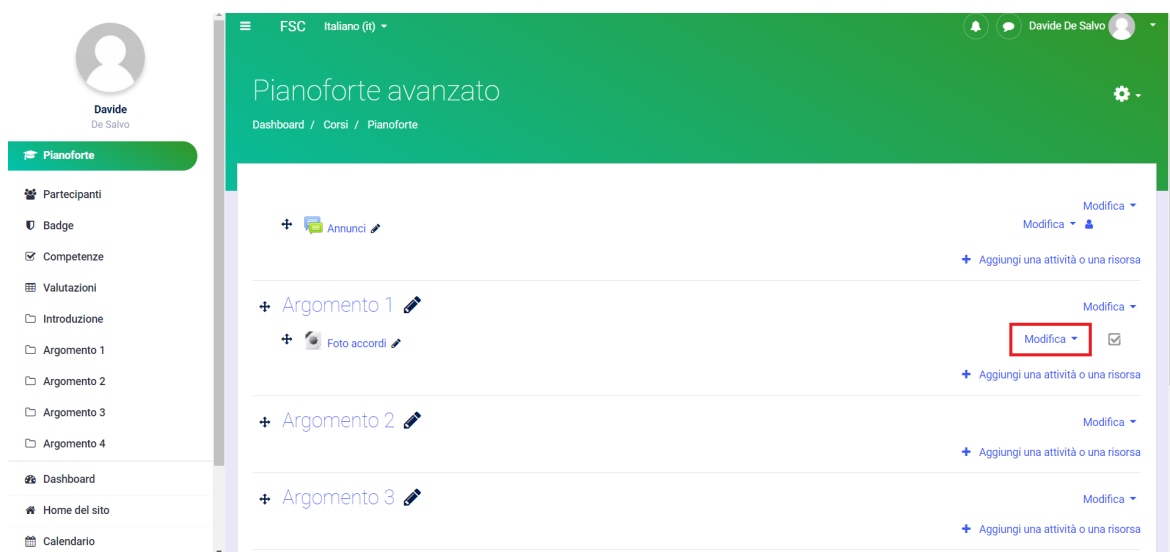 FSC Italiano (it)
Davide De Salvo
Davide
De Salvo
Pianoforte
Partecipanti
Badge
Competenze
Valutazioni
Introduzione
Argomento 1
Argomento 2
Argomento 3
Argomento 4
Dashboard
Home del sito
Calendario
Pianoforte avanzato
Dashboard / Corsi / Pianoforte
Modifica
Annunci
Modifica
Aggiungi una attività o una risorsa
Argomento 1
Modifica
Foto accordi
Modifica
Aggiungi una attività o una risorsa
Argomento 2
Modifica
Aggiungi una attività o una risorsa
Argomento 3
Modifica
Aggiungi una attività o una risorsa